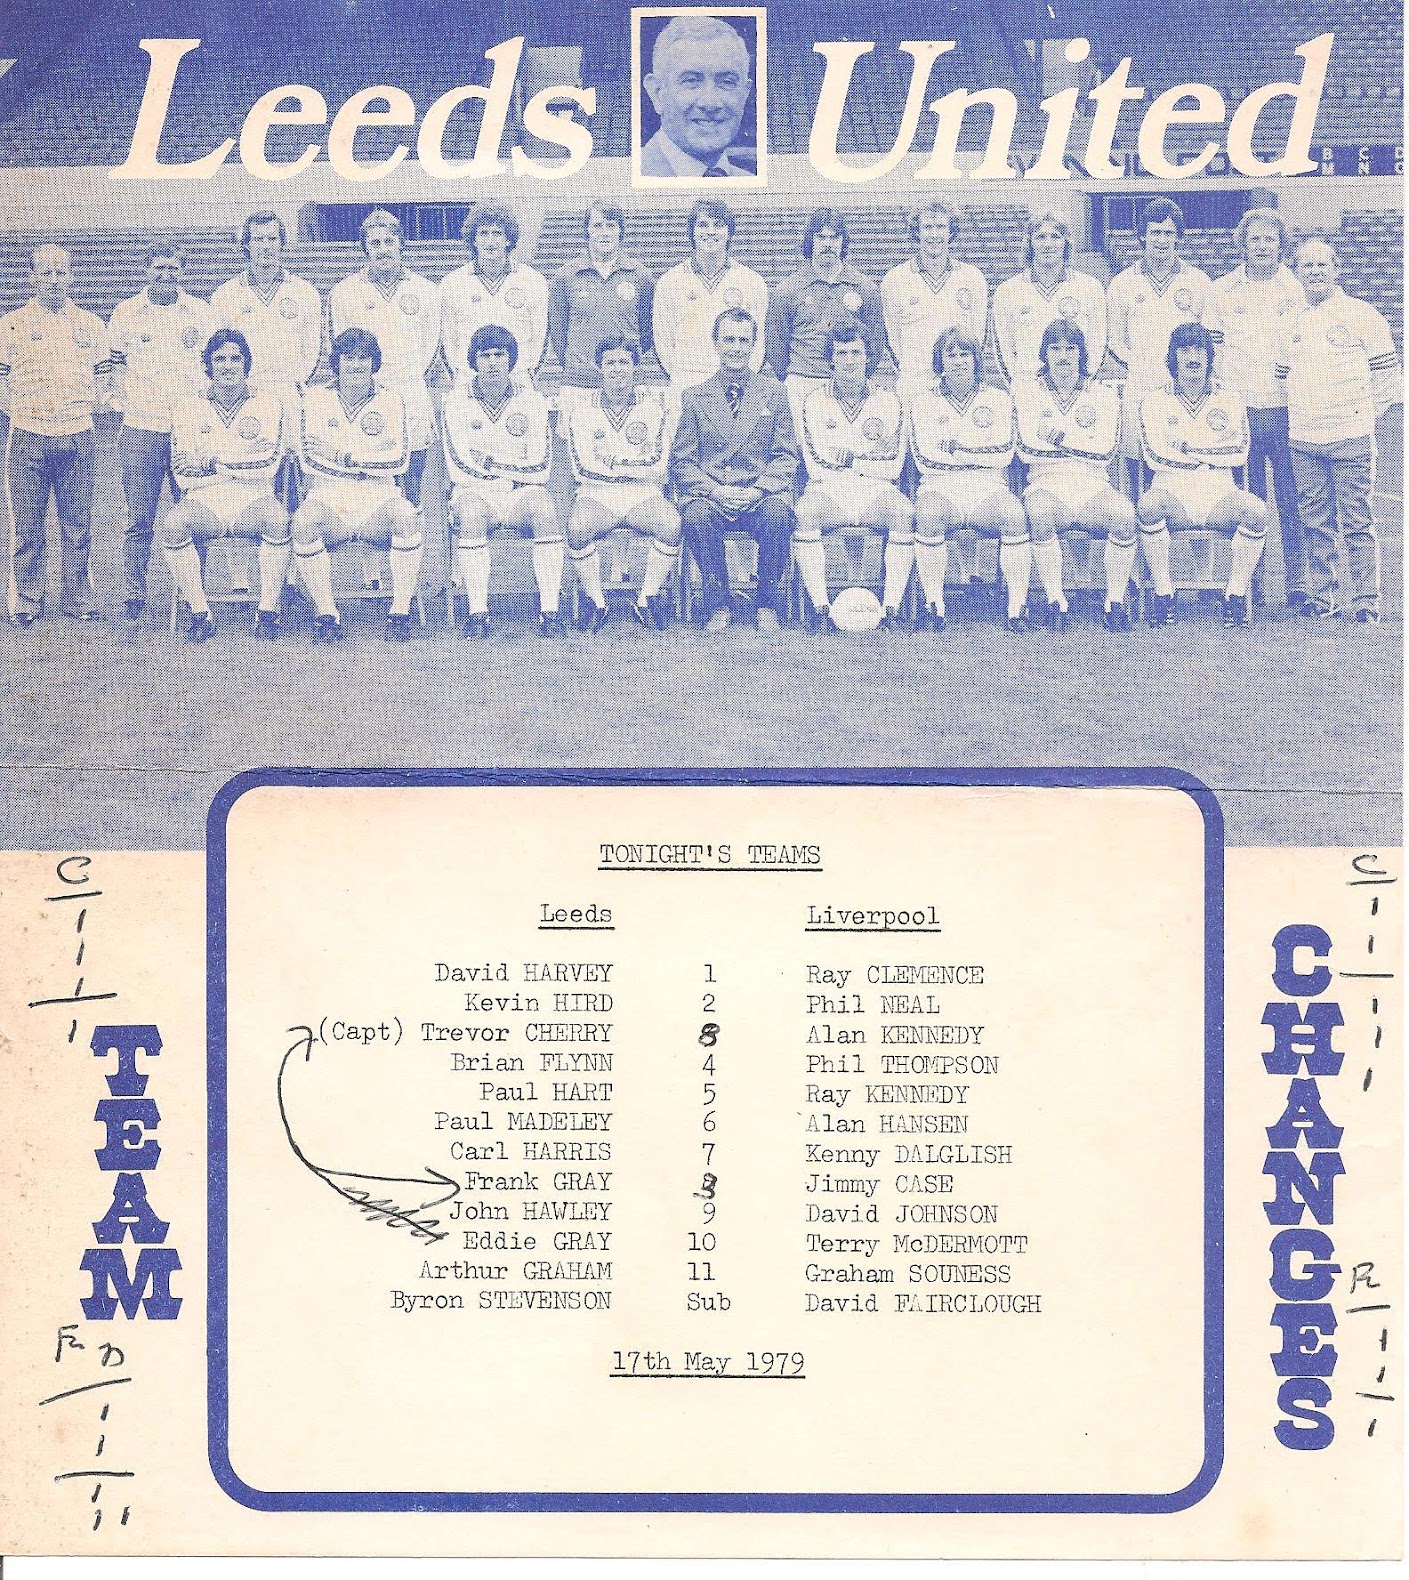 Leeds United
TONIGHT'S TEAMS
Leeds Liverpool
David HARVEY 1 Ray CLEMENCE
Kevin HIRD 2 Phil NEAL
(Capt) Trevor CHERRY 8 Alan KENNEDY
Brian FLYNN 4 Phil THOMPSON
Paul HART 5 Ray KENNEDY
Paul MADELEY 6 Alan HANSEN
Carl HARRIS 7 Kenny DALGLISH
Frank GRAY 3 Jimmy CASE
John HAWLEY 9 David JOHNSON
Eddie GRAY 10 Terry McDERMOTT
Arthur GRAHAM 11 Graham SOUNESS
Byron STEVENSON Sub David FAIRCLOUGH
17th May 1979
TEAM
CHANGES
C
C